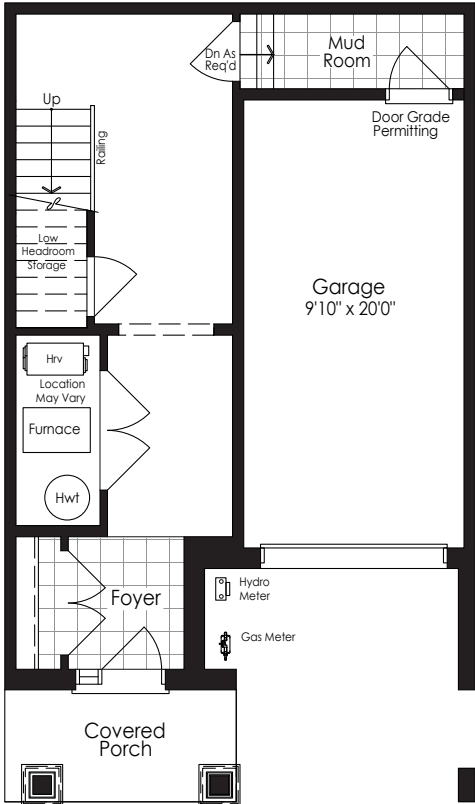 Dn As
Req'd
Mud
Room
Up
Railing
Door Grade
Permitting
Low
Headroom
Storage
Garage
9'10" x 20'0"
Hrv
Location
May Vary
Furnace
Hwt
Foyer
Hydro
Meter
Gas Meter
Covered
Porch